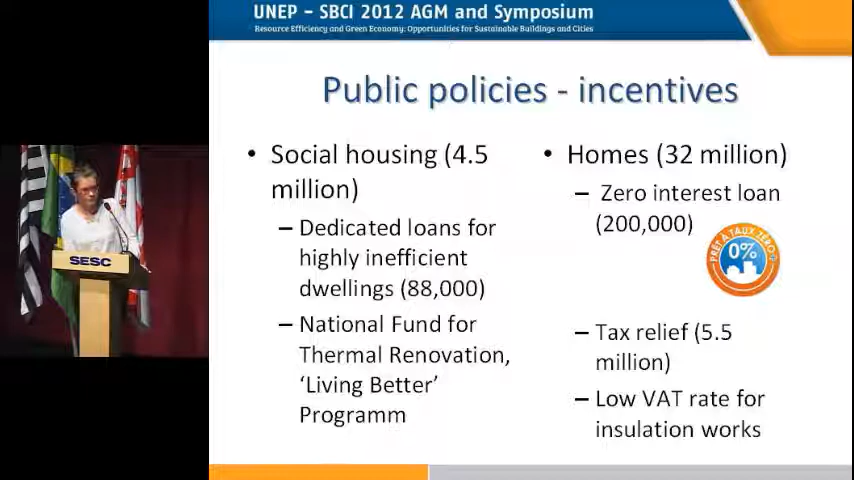 UNEP – SBCI 2012 AGM and Symposium
Resource Efficiency and Green Economy: Opportunities for Sustainable Buildings and Cities
Public policies - incentives
• Social housing (4.5
million)
– Dedicated loans for
highly inefficient
dwellings (88,000)
– National Fund for
Thermal Renovation,
‘Living Better’
Programm
• Homes (32 million)
– Zero interest loan
(200,000)
PRÊT À TAUX ZÉRO+
0%
– Tax relief (5.5
million)
– Low VAT rate for
insulation works
SESC